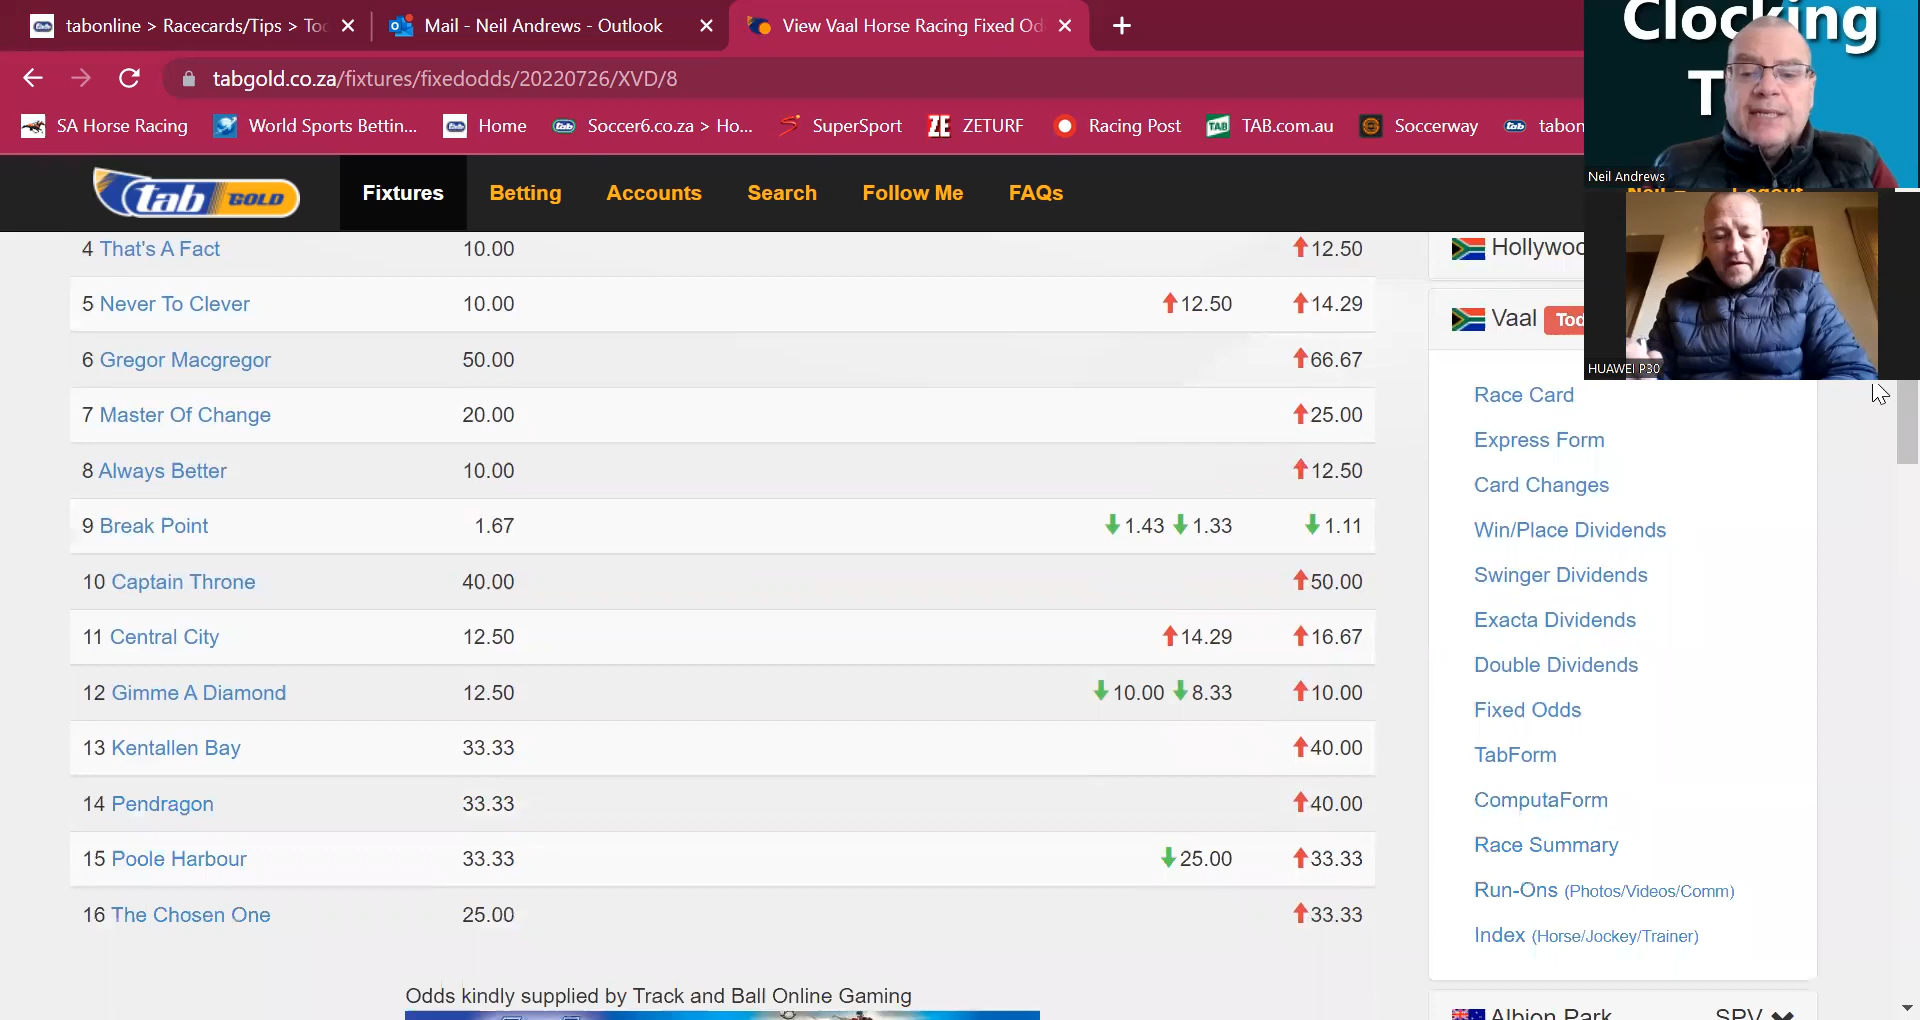 tabonline > Racecards/Tips > To
Mail - Neil Andrews - Outlook
View Vaal Horse Racing Fixed Od
tabgold.co.za/fixtures/fixedodds/20220726/XVD/8
SA Horse Racing
World Sports Bettin...
Home
Soccer6.co.za > Ho...
SuperSport
ZE ZETURF
Racing Post
TAB TAB.com.au
Soccerway
tabon
Clocking
Neil Andrews
HUAWEI P30
tab GOLD
Fixtures Betting Accounts Search Follow Me FAQs
4 That's A Fact 10.00 12.50
5 Never To Clever 10.00 12.50 14.29
6 Gregor Macgregor 50.00 66.67
7 Master Of Change 20.00 25.00
8 Always Better 10.00 12.50
9 Break Point 1.67 1.43 1.33 1.11
10 Captain Throne 40.00 50.00
11 Central City 12.50 14.29 16.67
12 Gimme A Diamond 12.50 10.00 8.33 10.00
13 Kentallen Bay 33.33 40.00
14 Pendragon 33.33 40.00
15 Poole Harbour 33.33 25.00 33.33
16 The Chosen One 25.00 33.33
Odds kindly supplied by Track and Ball Online Gaming
Hollywoo
Vaal Tod
Race Card
Express Form
Card Changes
Win/Place Dividends
Swinger Dividends
Exacta Dividends
Double Dividends
Fixed Odds
TabForm
ComputaForm
Race Summary
Run-Ons (Photos/Videos/Comm)
Index (Horse/Jockey/Trainer)
Albion Park SPV